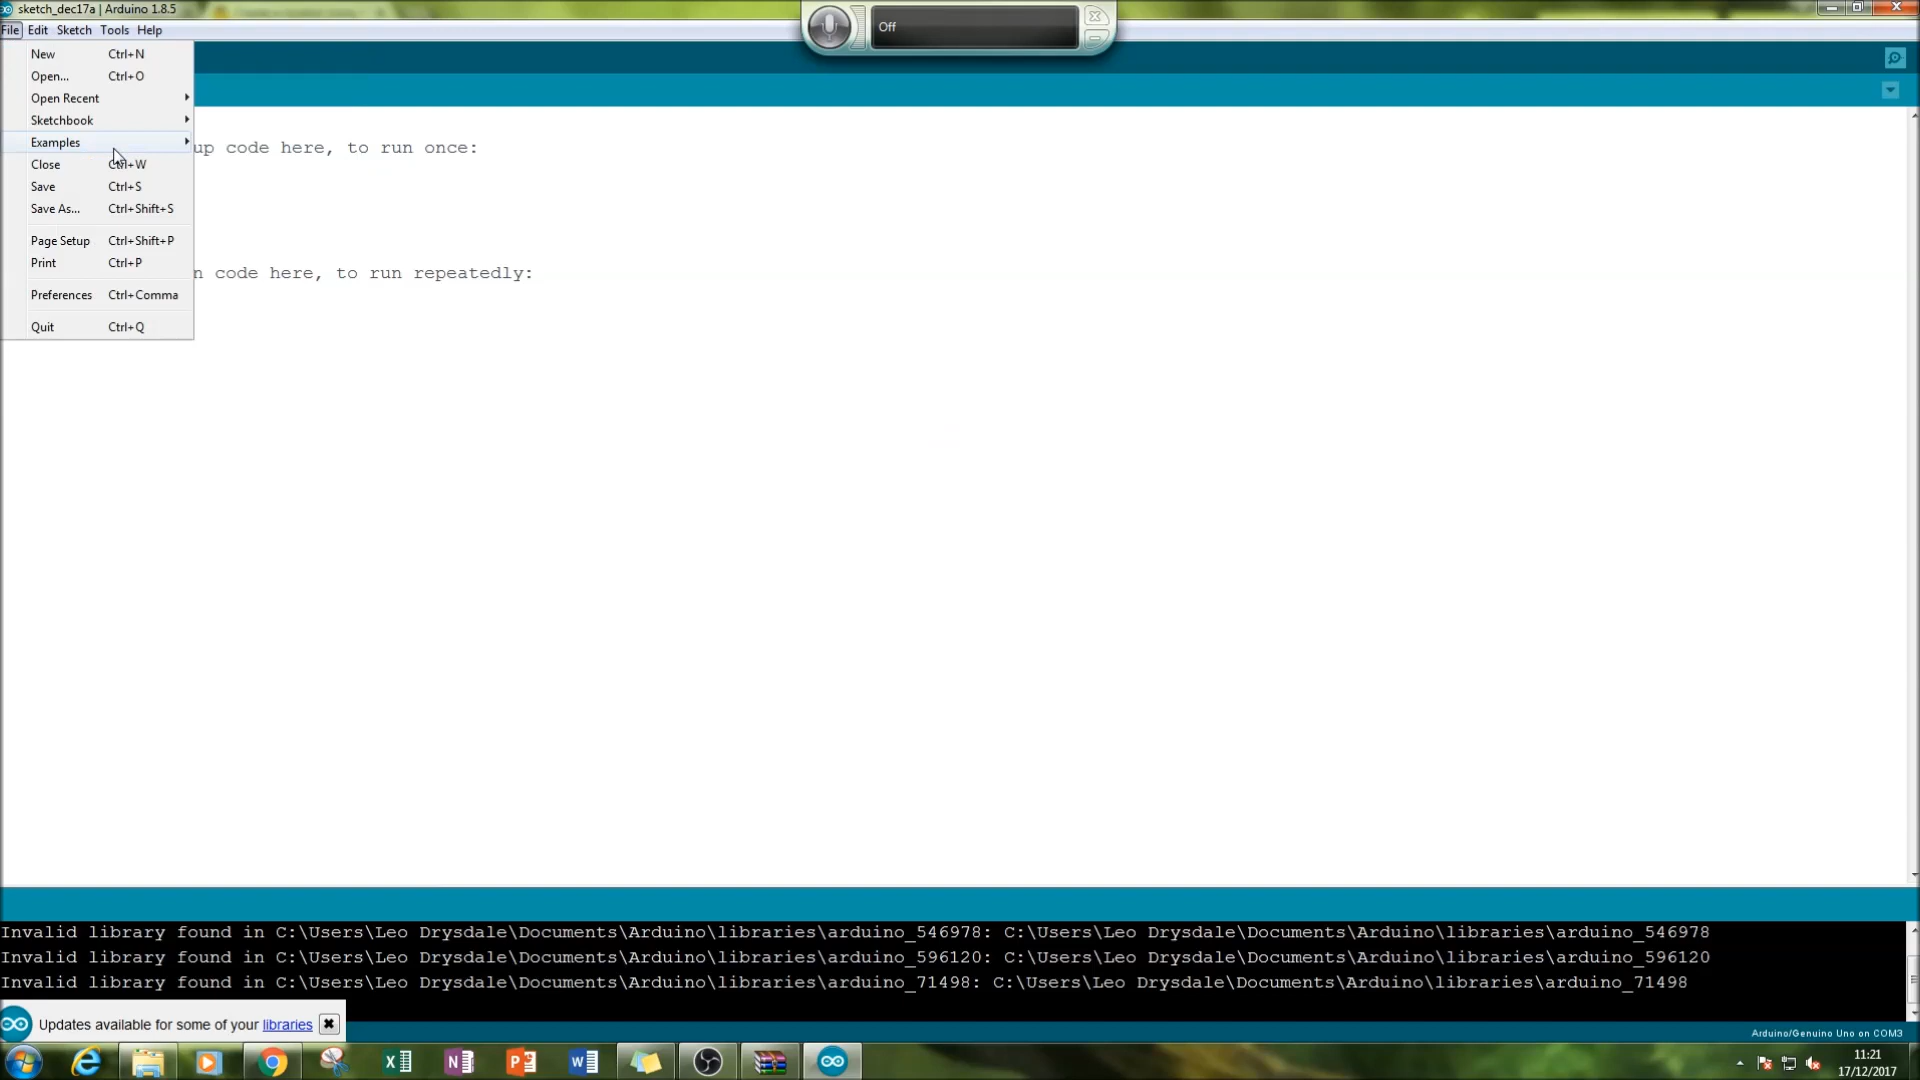 sketch_dec17a | Arduino 1.8.5
Off
File Edit Sketch Tools Help
New Ctrl+N
Open... Ctrl+O
Open Recent
Sketchbook
Examples
Close Ctrl+W
Save Ctrl+S
Save As... Ctrl+Shift+S
Page Setup Ctrl+Shift+P
Print Ctrl+P
Preferences Ctrl+Comma
Quit Ctrl+Q
up code here, to run once:
n code here, to run repeatedly:
Invalid library found in C:\Users\Leo Drysdale\Documents\Arduino\libraries\arduino_546978: C:\Users\Leo Drysdale\Documents\Arduino\libraries\arduino_546978
Invalid library found in C:\Users\Leo Drysdale\Documents\Arduino\libraries\arduino_596120: C:\Users\Leo Drysdale\Documents\Arduino\libraries\arduino_596120
Invalid library found in C:\Users\Leo Drysdale\Documents\Arduino\libraries\arduino_71498: C:\Users\Leo Drysdale\Documents\Arduino\libraries\arduino_71498
Updates available for some of your libraries
Arduino/Genuino Uno on COM3
11:21
17/12/2017